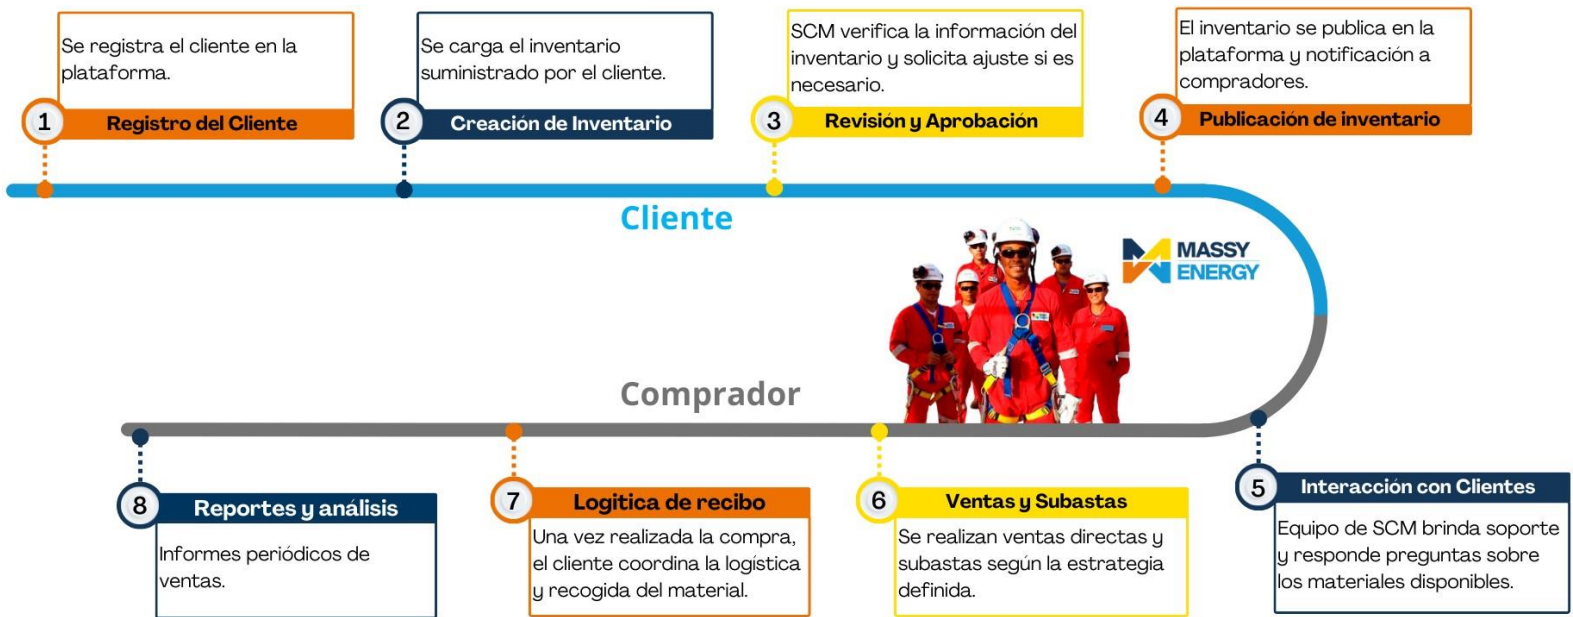 Se registra el cliente en la
plataforma.
1
Registro del Cliente
Se carga el inventario
suministrado por el cliente.
2
Creación de Inventario
SCM verifica la información del
inventario y solicita ajuste si es
necesario.
3
Revisión y Aprobación
El inventario se publica en la
plataforma y notificación a
compradores.
4
Publicación de inventario
Cliente
MASSY
ENERGY
Comprador
5
Interacción con Clientes
Equipo de SCM brinda soporte
y responde preguntas sobre
los materiales disponibles.
6
Ventas y Subastas
Se realizan ventas directas y
subastas según la estrategia
definida.
7
Logitica de recibo
Una vez realizada la compra,
el cliente coordina la logística
y recogida del material.
8
Reportes y análisis
Informes periódicos de
ventas.